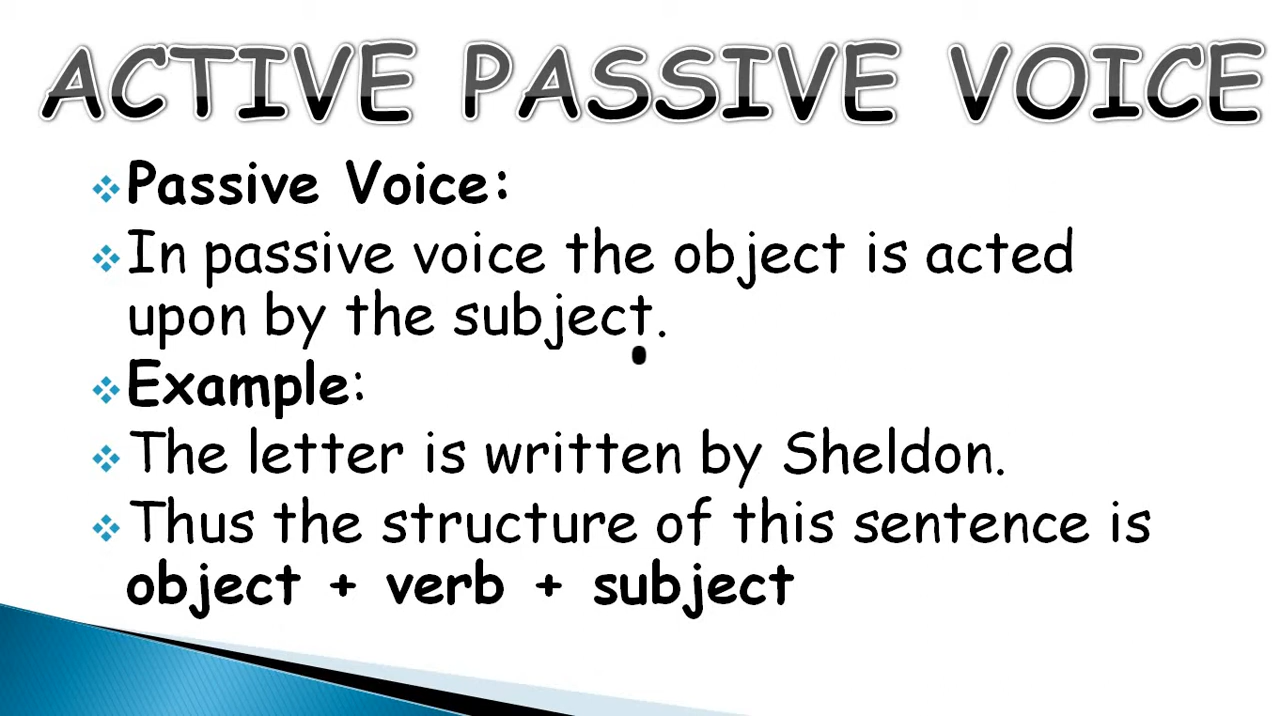 ACTIVE PASSIVE VOICE
Passive Voice:
In passive voice the object is acted
upon by the subject.
Example:
The letter is written by Sheldon.
Thus the structure of this sentence is
object + verb + subject